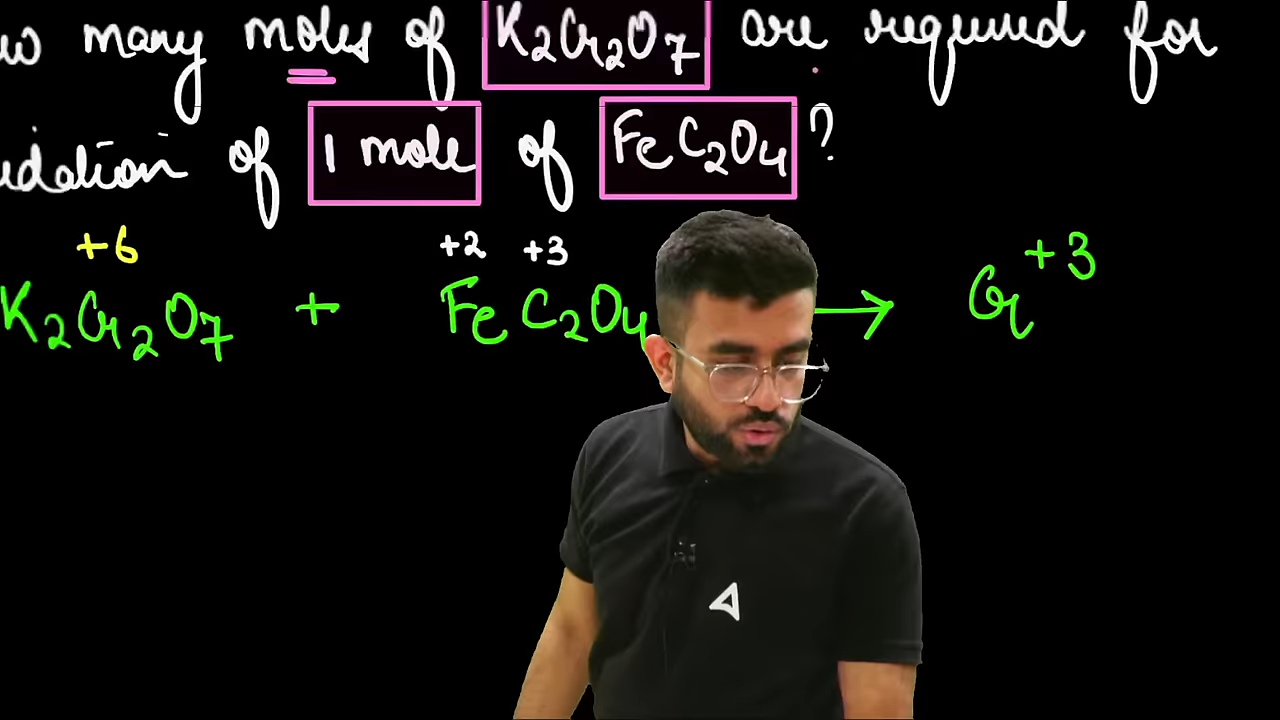 many moles of K2Cr2O7 are required for
of 1 mole of FeC2O4?
+6 +2 +3 +3
K2Cr2O7 + FeC2O4 → Cr